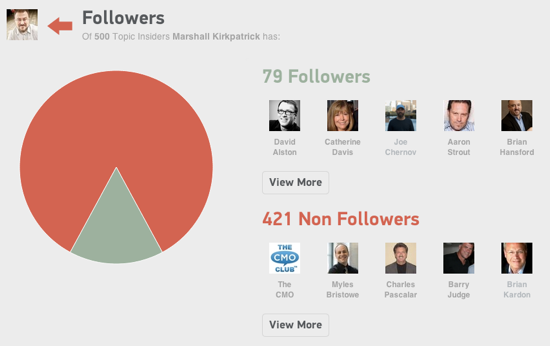 Followers
Of 500 Topic Insiders Marshall Kirkpatrick has:
79 Followers
David Alston
Catherine Davis
Joe Chernov
Aaron Strout
Brian Hansford
View More
421 Non Followers
THE
CMO
CLUB™
The CMO
Myles Bristowe
Charles Pascalar
Barry Judge
Brian Kardon
View More